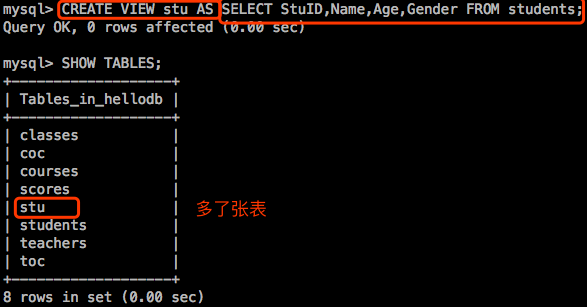 mysql> CREATE VIEW stu AS SELECT StuID,Name,Age,Gender FROM students;
Query OK, 0 rows affected (0.00 sec)
mysql> SHOW TABLES;
+-------------------+
| Tables_in_hellodb |
+-------------------+
| classes           |
| coc               |
| courses           |
| scores            |
| stu               | 多了张表
| students          |
| teachers          |
| toc               |
+-------------------+
8 rows in set (0.00 sec)